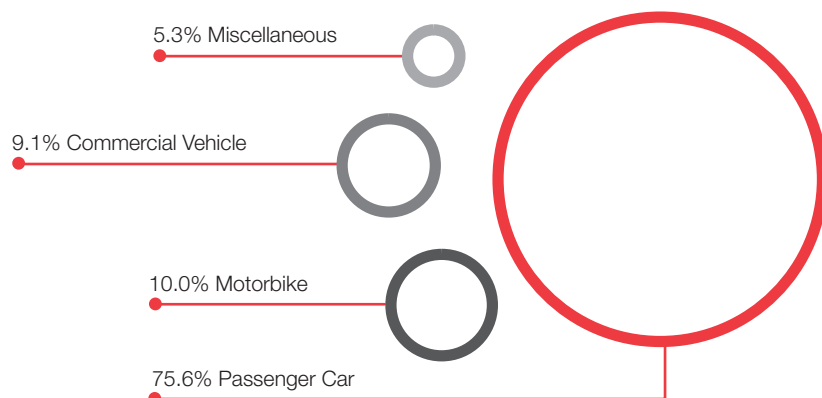 5.3% Miscellaneous
9.1% Commercial Vehicle
10.0% Motorbike
75.6% Passenger Car